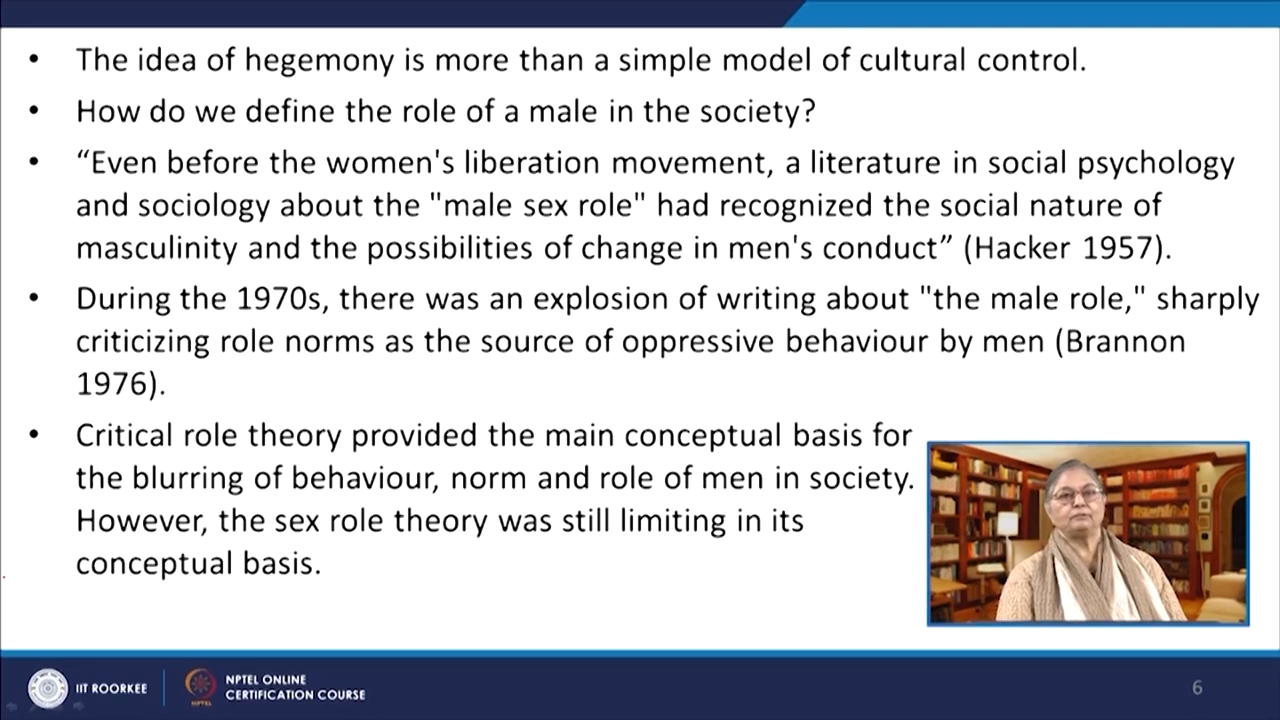 • The idea of hegemony is more than a simple model of cultural control.
• How do we define the role of a male in the society?
• “Even before the women's liberation movement, a literature in social psychology
and sociology about the "male sex role" had recognized the social nature of
masculinity and the possibilities of change in men's conduct” (Hacker 1957).
• During the 1970s, there was an explosion of writing about "the male role," sharply
criticizing role norms as the source of oppressive behaviour by men (Brannon
1976).
• Critical role theory provided the main conceptual basis for
the blurring of behaviour, norm and role of men in society.
However, the sex role theory was still limiting in its
conceptual basis.
IIT ROORKEE
NPTEL
NPTEL ONLINE
CERTIFICATION COURSE
6